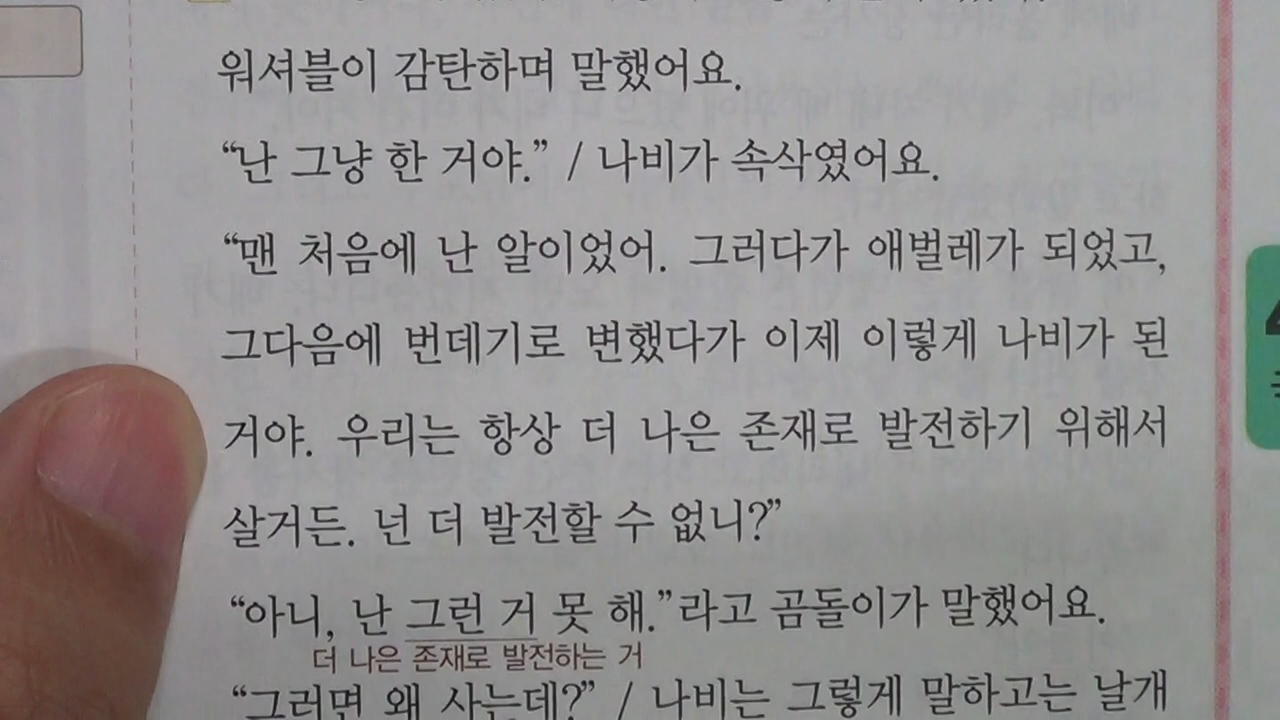 워셔블이 감탄하며 말했어요.
“난 그냥 한 거야.” / 나비가 속삭였어요.
“맨 처음에 난 알이었어. 그러다가 애벌레가 되었고,
그다음에 번데기로 변했다가 이제 이렇게 나비가 된
거야. 우리는 항상 더 나은 존재로 발전하기 위해서
살거든. 넌 더 발전할 수 없니?”
“아니, 난 그런 거 못 해.”라고 곰돌이가 말했어요.
더 나은 존재로 발전하는 거
“그러면 왜 사는데?” / 나비는 그렇게 말하고는 날개